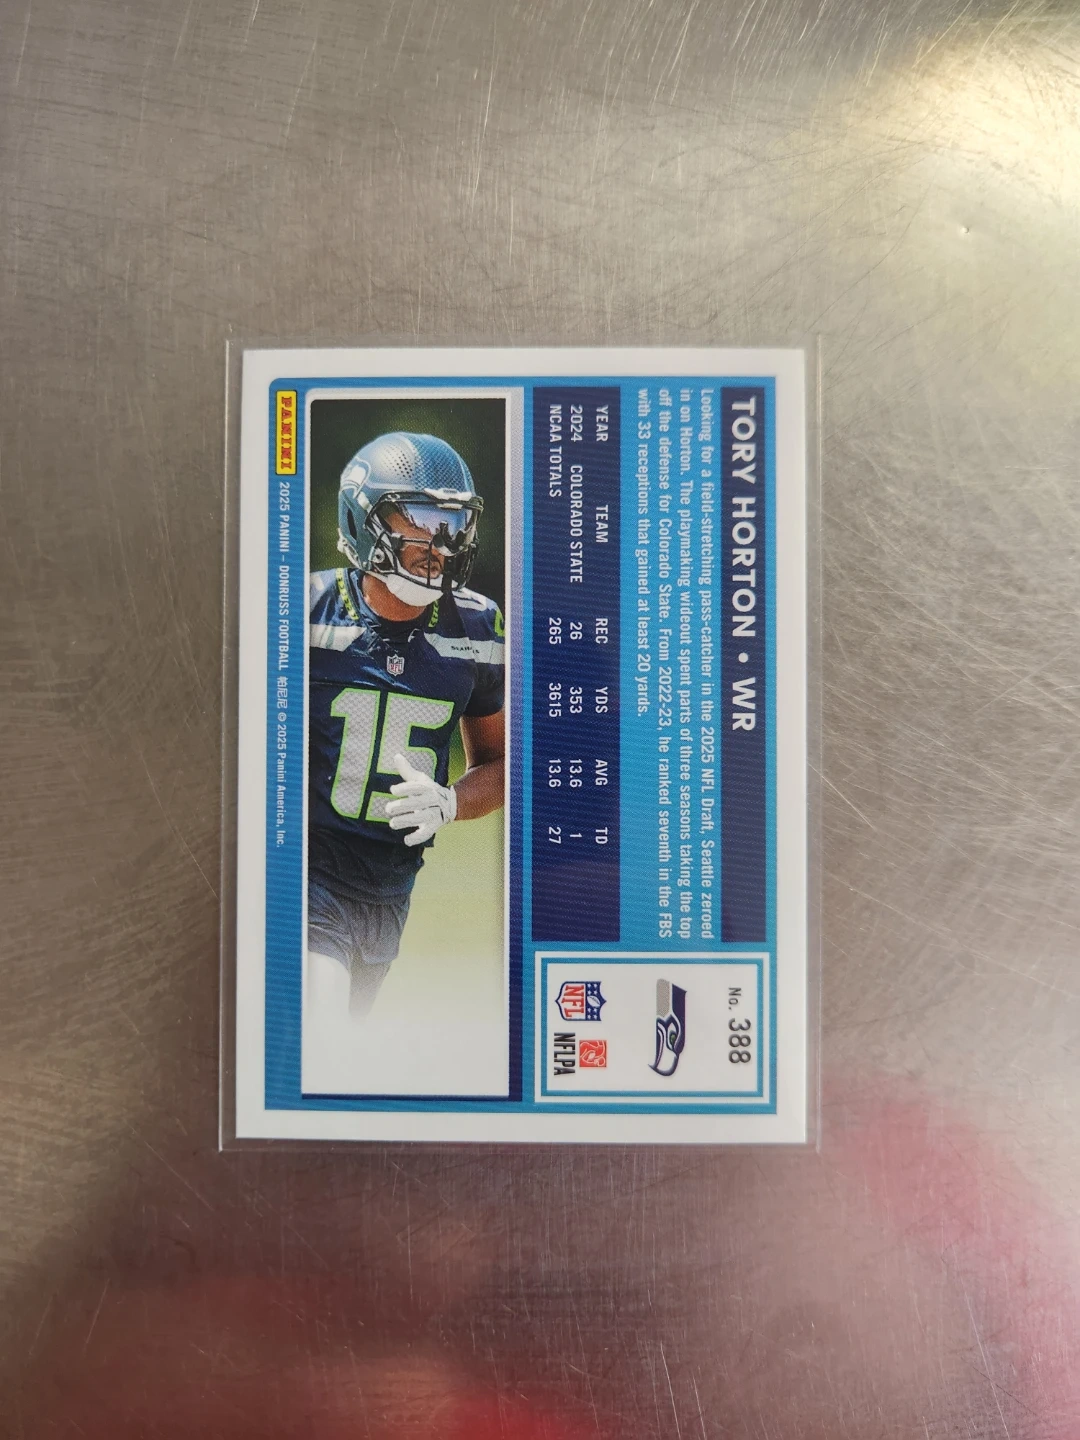 TORY HORTON • WR
Looking for a field-stretching pass-catcher in the 2025 NFL Draft, Seattle zeroed
in on Horton. The playmaking wideout spent parts of three seasons taking the top
off the defense for Colorado State. From 2022-23, he ranked seventh in the FBS
with 33 receptions that gained at least 20 yards.
YEAR TEAM REC YDS AVG TD
2024 COLORADO STATE 26 353 13.6 1
NCAA TOTALS 265 3615 13.6 27
No. 388
NFL
NFLPA
15
PANINI
2025 PANINI – DONRUSS FOOTBALL 帕尼尼 © 2025 Panini America, Inc.